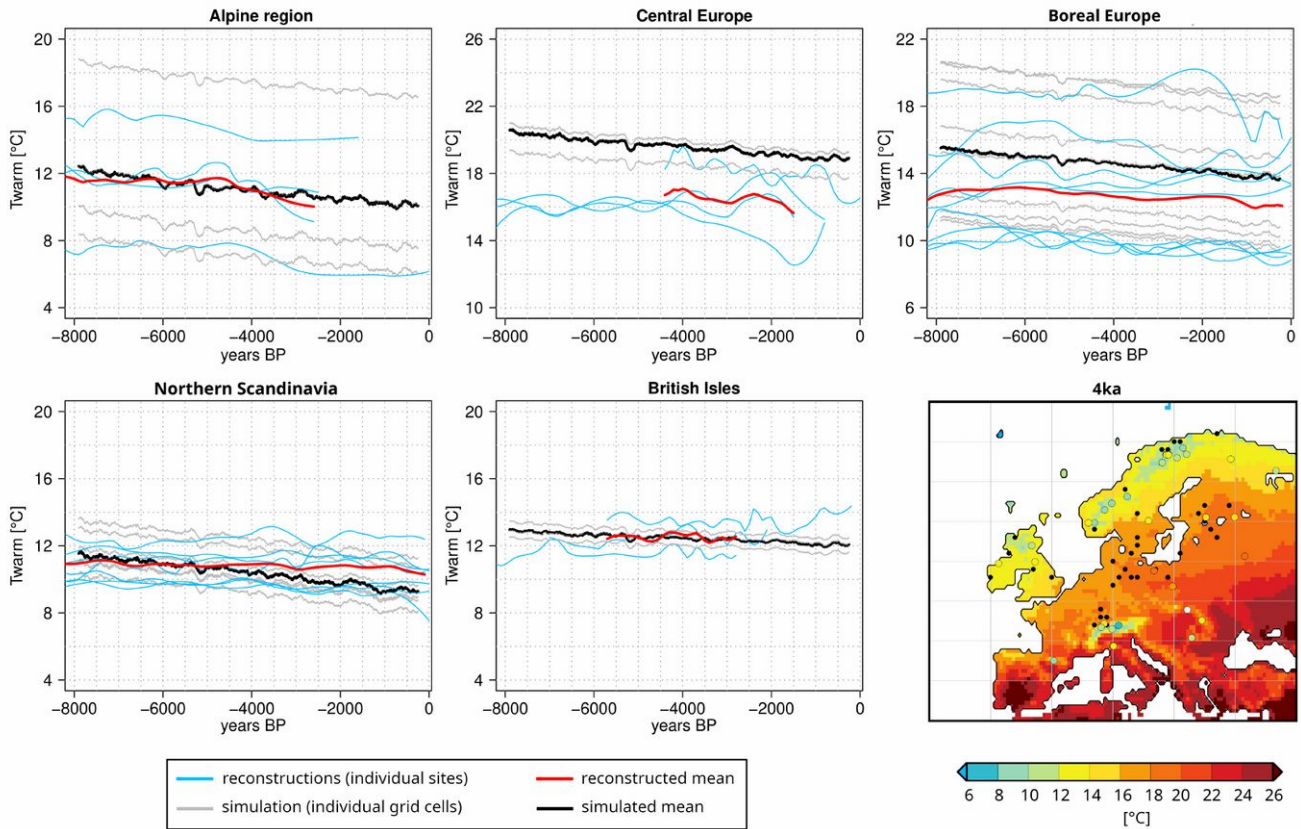 Alpine region
Central Europe
Boreal Europe
20
16
12
8
4
Twarm [°C]
−8000 −6000 −4000 −2000 0
years BP
26
22
18
14
10
Twarm [°C]
−8000 −6000 −4000 −2000 0
years BP
22
18
14
10
6
Twarm [°C]
−8000 −6000 −4000 −2000 0
years BP
Northern Scandinavia
British Isles
4ka
20
16
12
8
4
Twarm [°C]
−8000 −6000 −4000 −2000 0
years BP
20
16
12
8
4
Twarm [°C]
−8000 −6000 −4000 −2000 0
years BP
reconstructions (individual sites)
reconstructed mean
simulation (individual grid cells)
simulated mean
6 8 10 12 14 16 18 20 22 24 26
[°C]